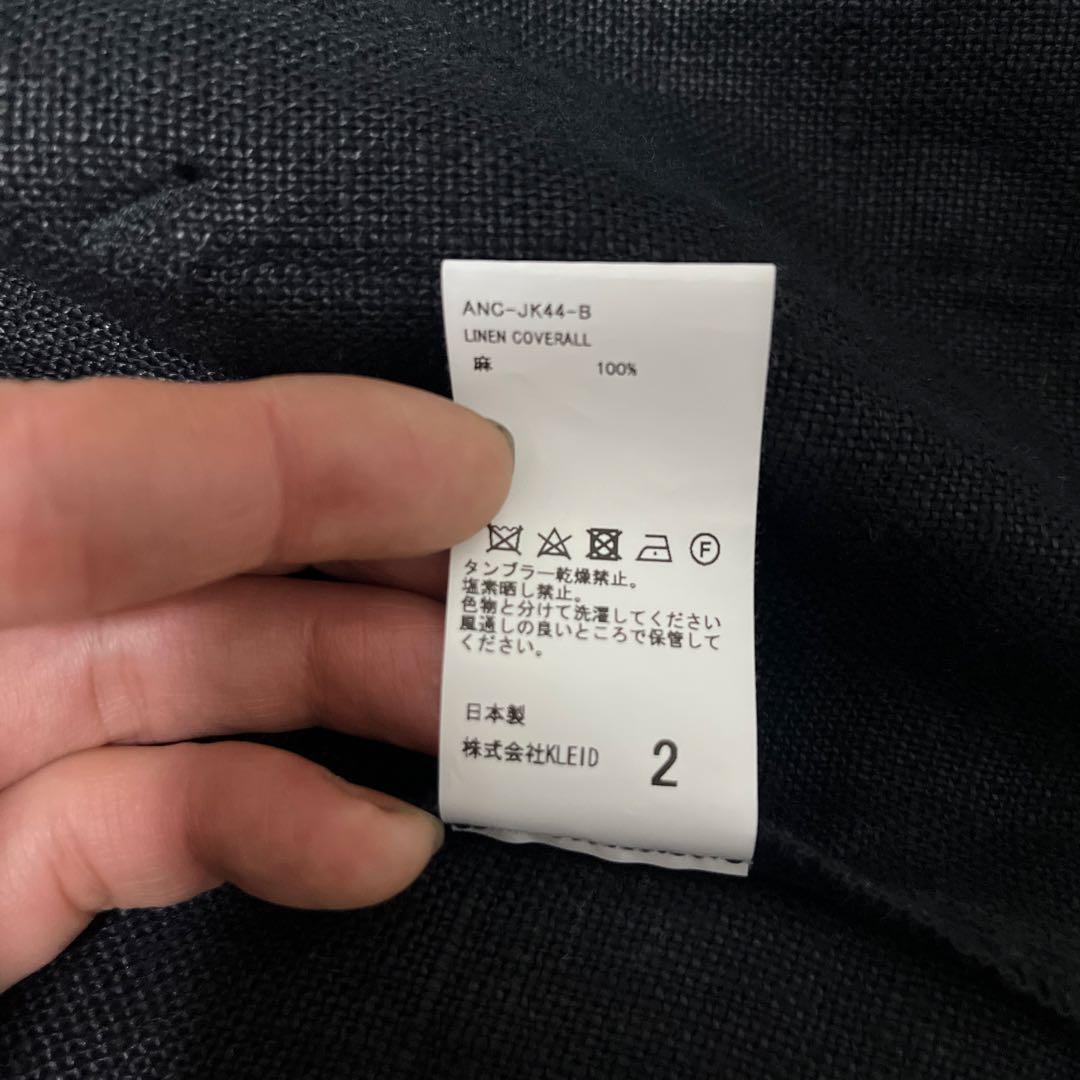 ANC-JK44-B
LINEN COVERALL
麻 100%
F
タンブラー乾燥禁止。
塩素晒し禁止。
色物と分けて洗濯してください
風通しの良いところで保管して
ください。
日本製
株式会社KLEID 2